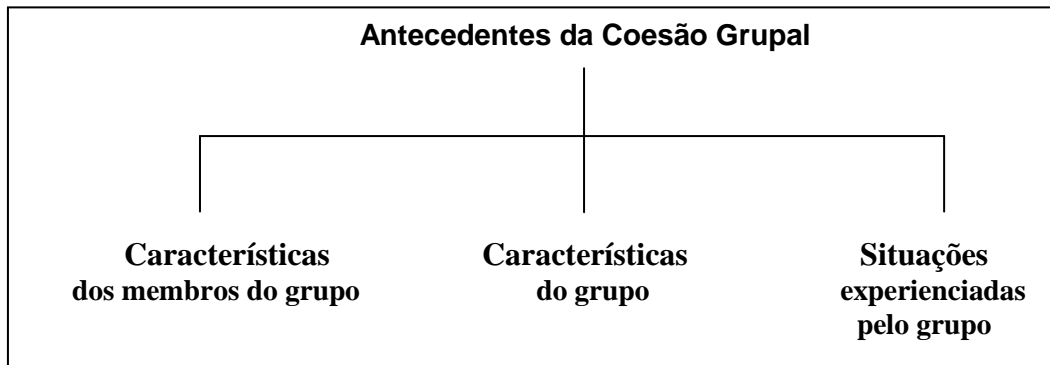 Antecedentes da Coesão Grupal
Características
dos membros do grupo
Características
do grupo
Situações
experienciadas
pelo grupo